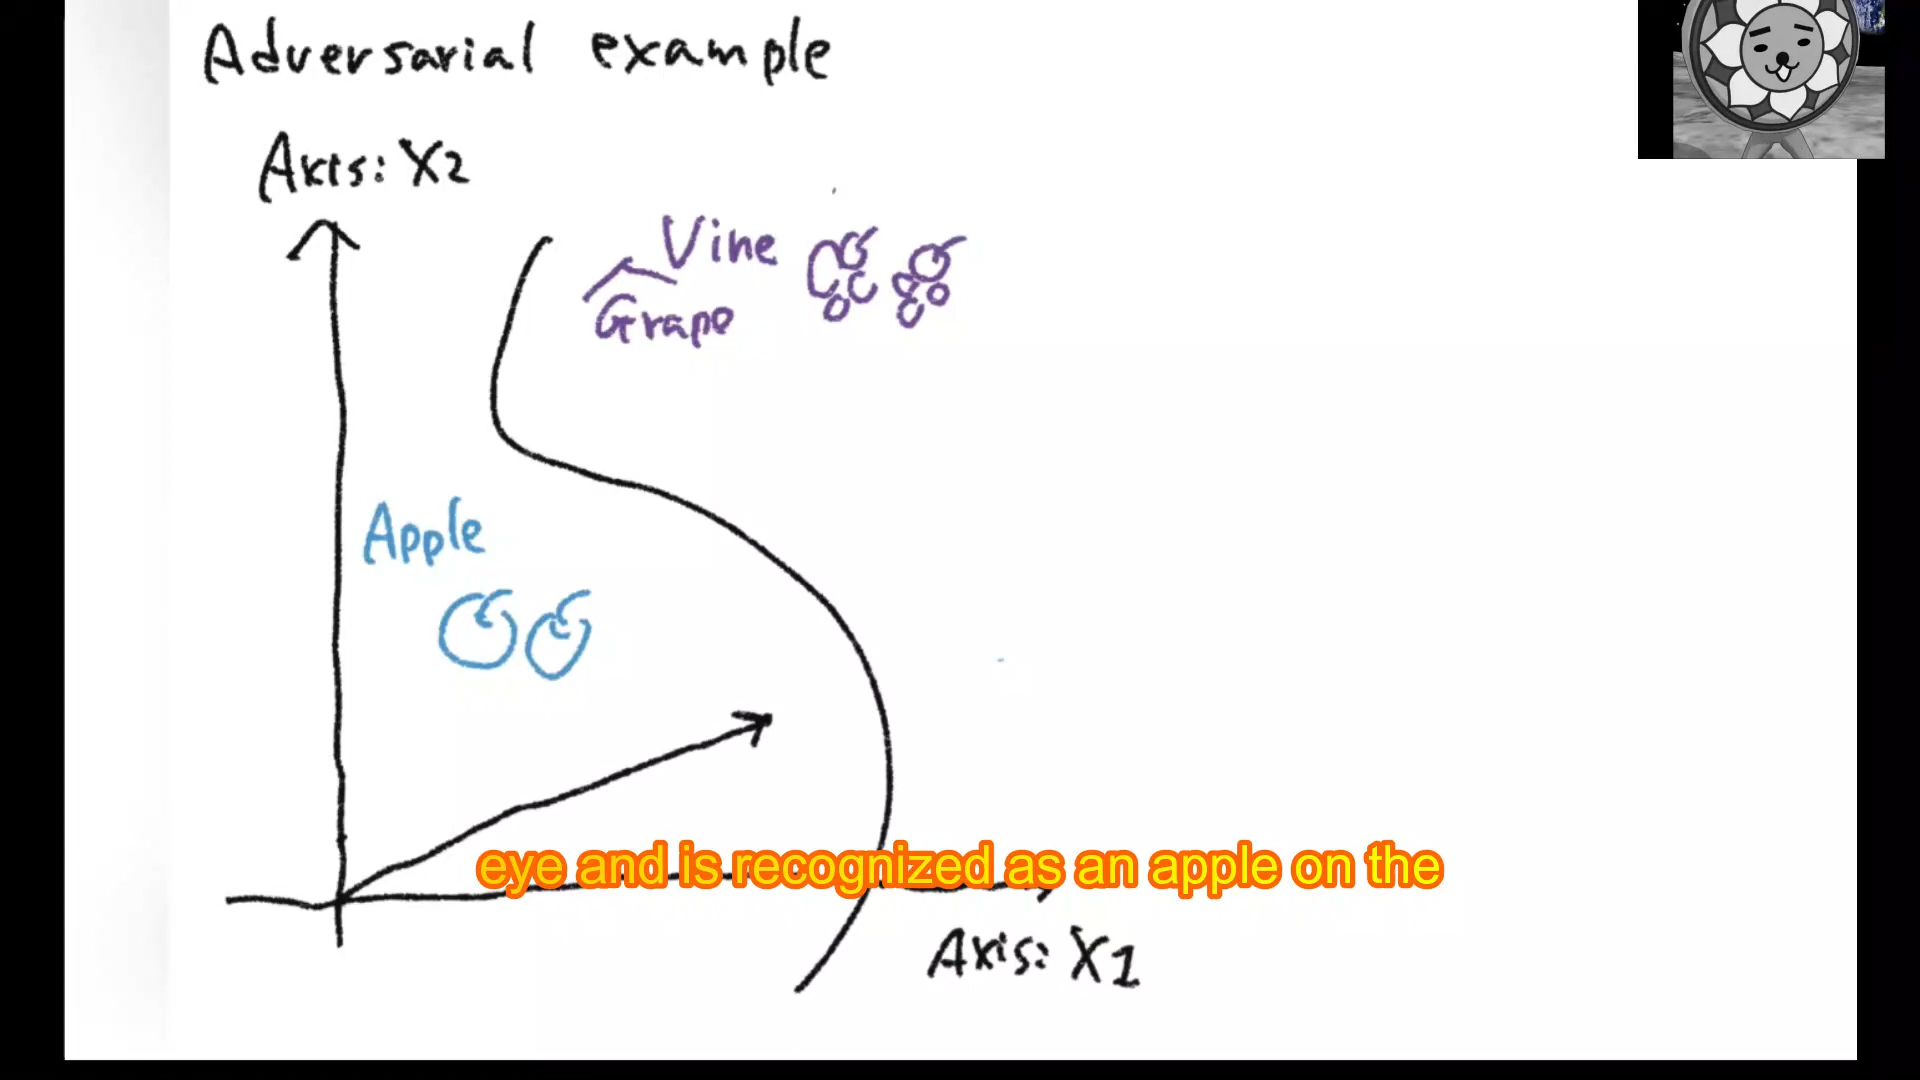 Adversarial example
Axis: X2
Vine
Grape
Apple
eye and is recognized as an apple on the
Axis: X1